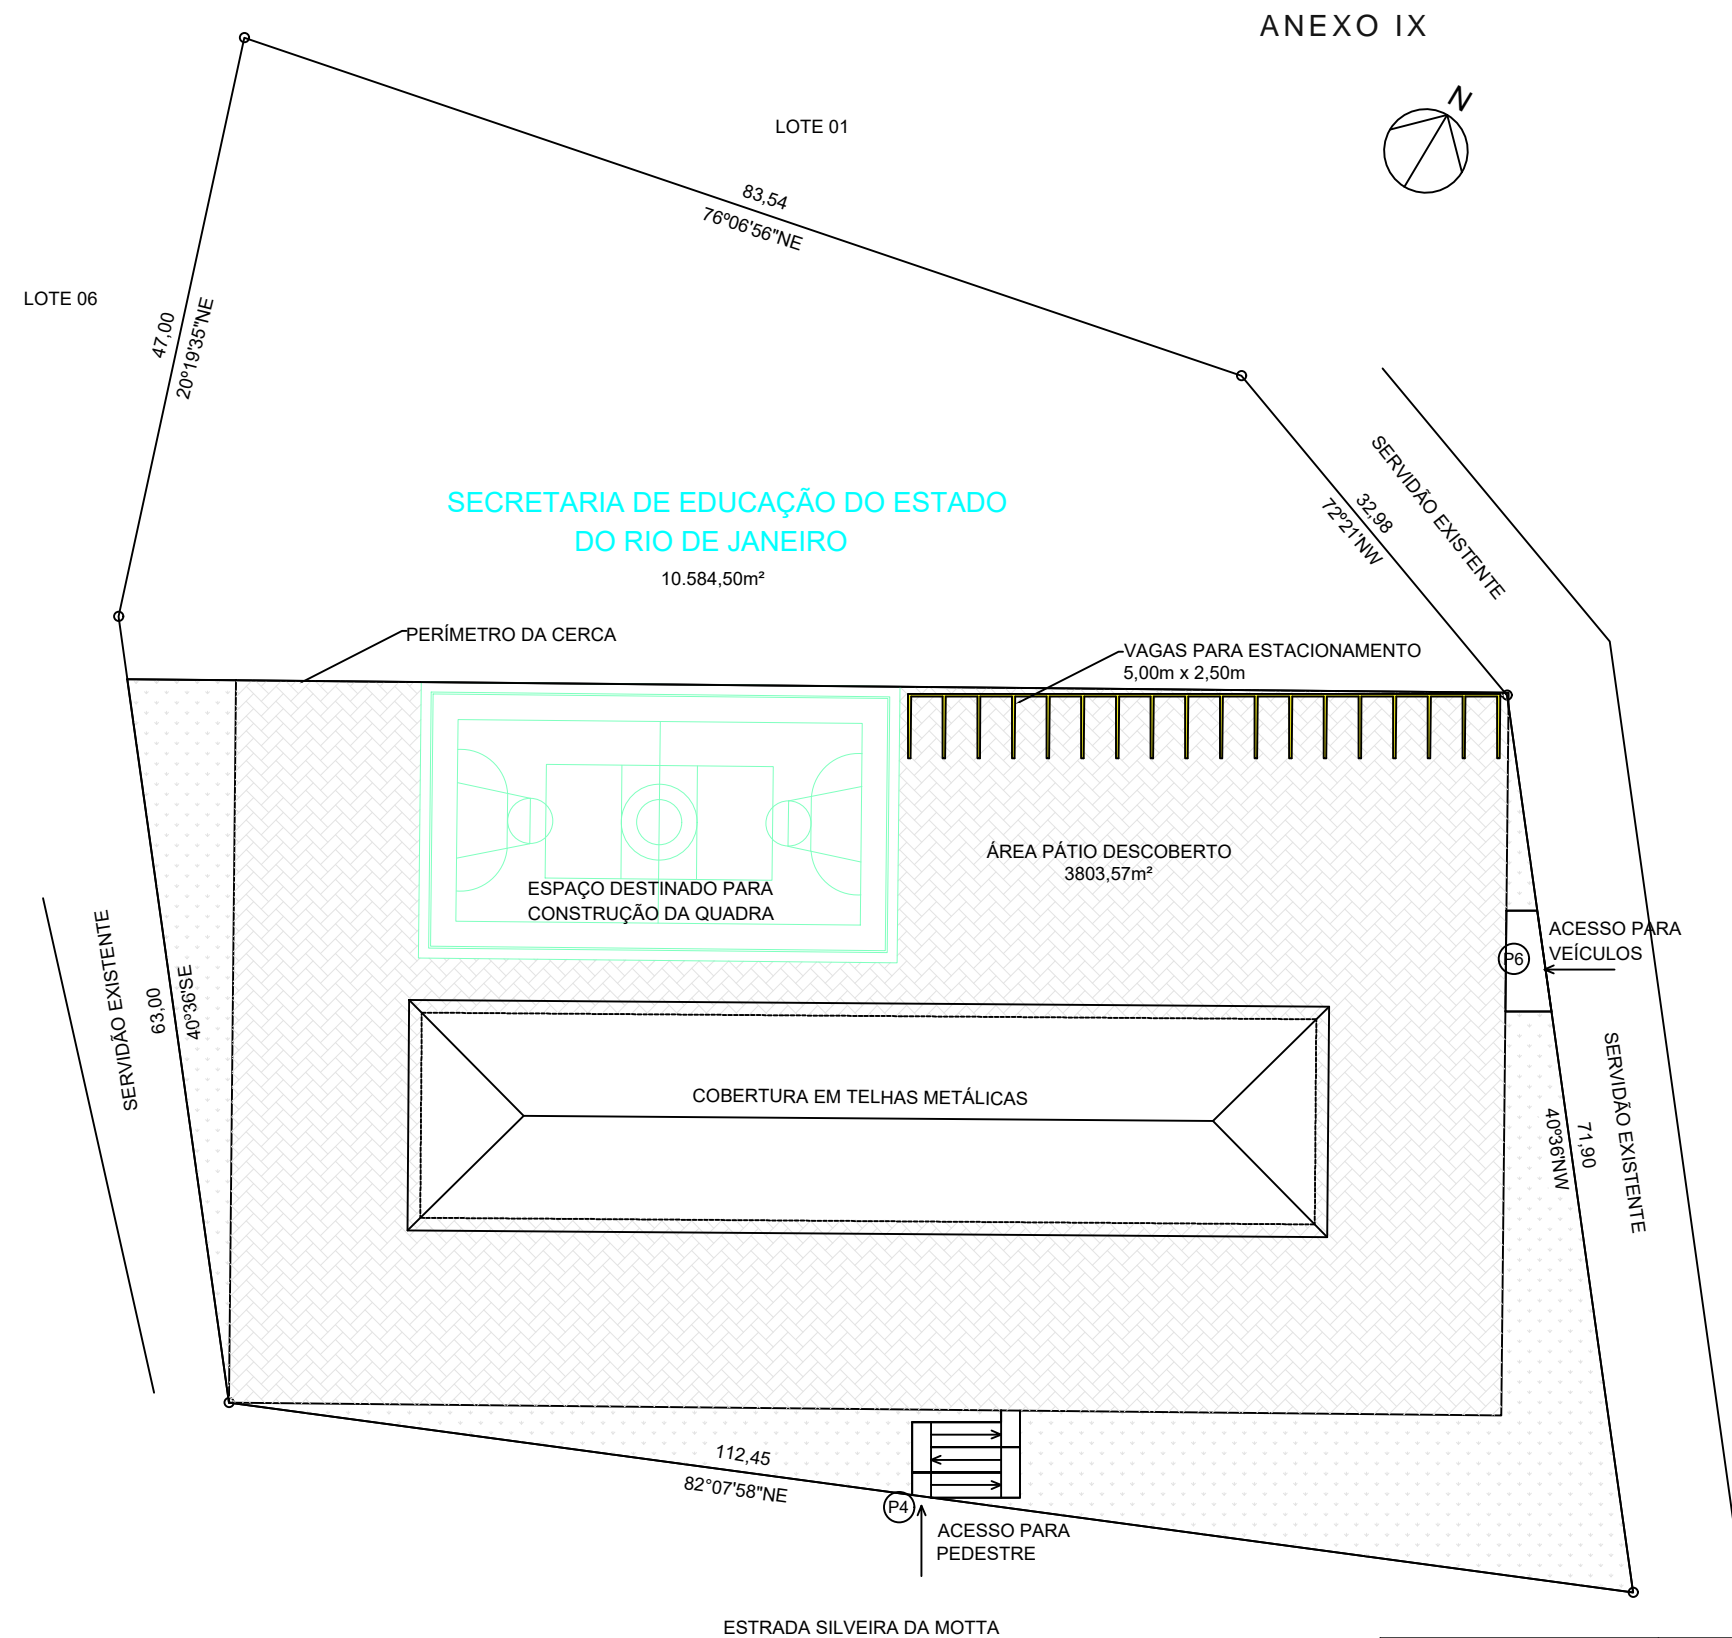 ANEXO IX
N
LOTE 01
83,54
76º06'56"NE
LOTE 06
47,00
20º19'35"NE
SERVIDÃO EXISTENTE
32,98
72º21'NW
SECRETARIA DE EDUCAÇÃO DO ESTADO
DO RIO DE JANEIRO
10.584,50m²
PERÍMETRO DA CERCA
VAGAS PARA ESTACIONAMENTO
5,00m x 2,50m
ÁREA PÁTIO DESCOBERTO
3803,57m²
ESPAÇO DESTINADO PARA
CONSTRUÇÃO DA QUADRA
ACESSO PARA
VEÍCULOS
P6
SERVIDÃO EXISTENTE
63,00
40º36'SE
COBERTURA EM TELHAS METÁLICAS
SERVIDÃO EXISTENTE
71,90
40º36'NW
112,45
82°07'58"NE
P4
ACESSO PARA
PEDESTRE
ESTRADA SILVEIRA DA MOTTA